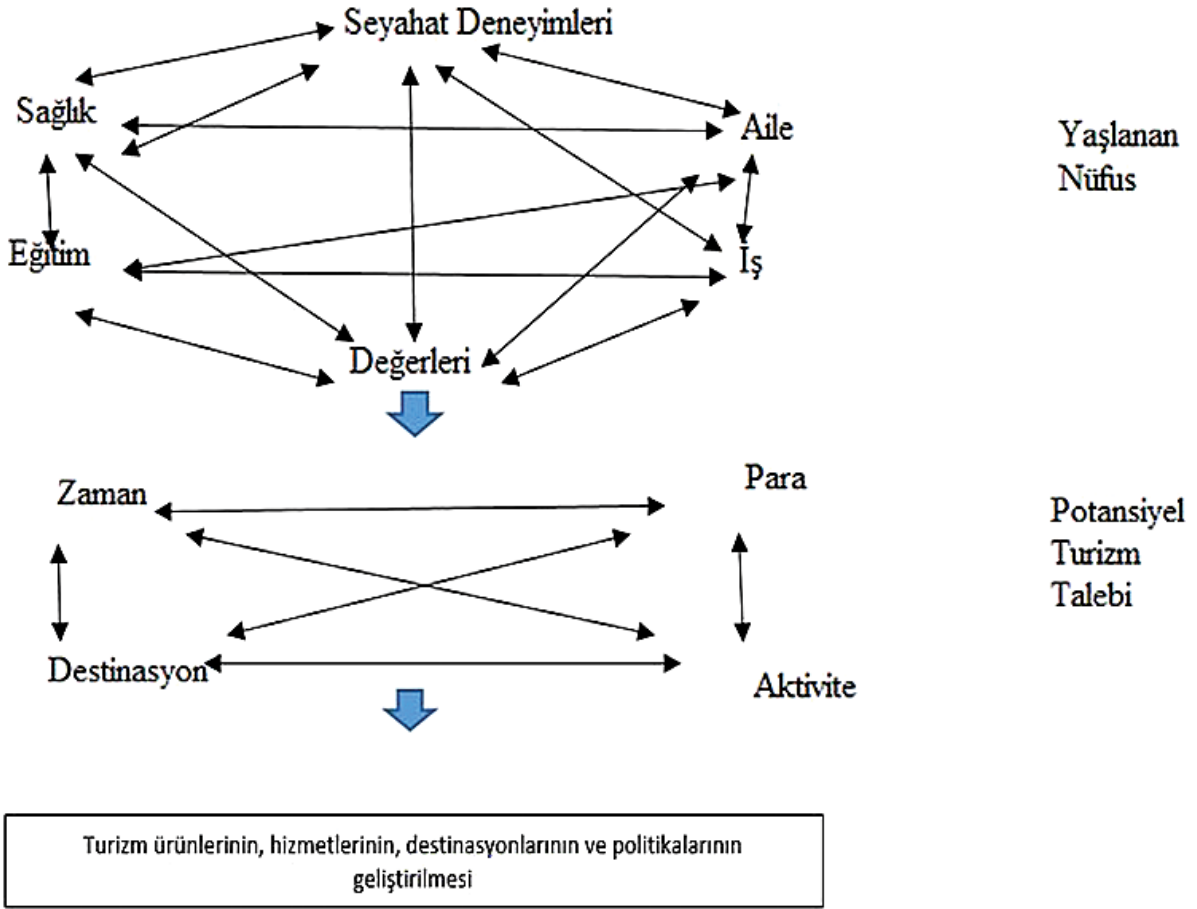 Seyahat Deneyimleri
Sağlık
Aile
Yaşlanan
Nüfus
Eğitim
İş
Değerleri
Zaman
Para
Potansiyel
Turizm
Talebi
Destinasyon
Aktivite
Turizm ürünlerinin, hizmetlerinin, destinasyonlarının ve politikalarının
geliştirilmesi